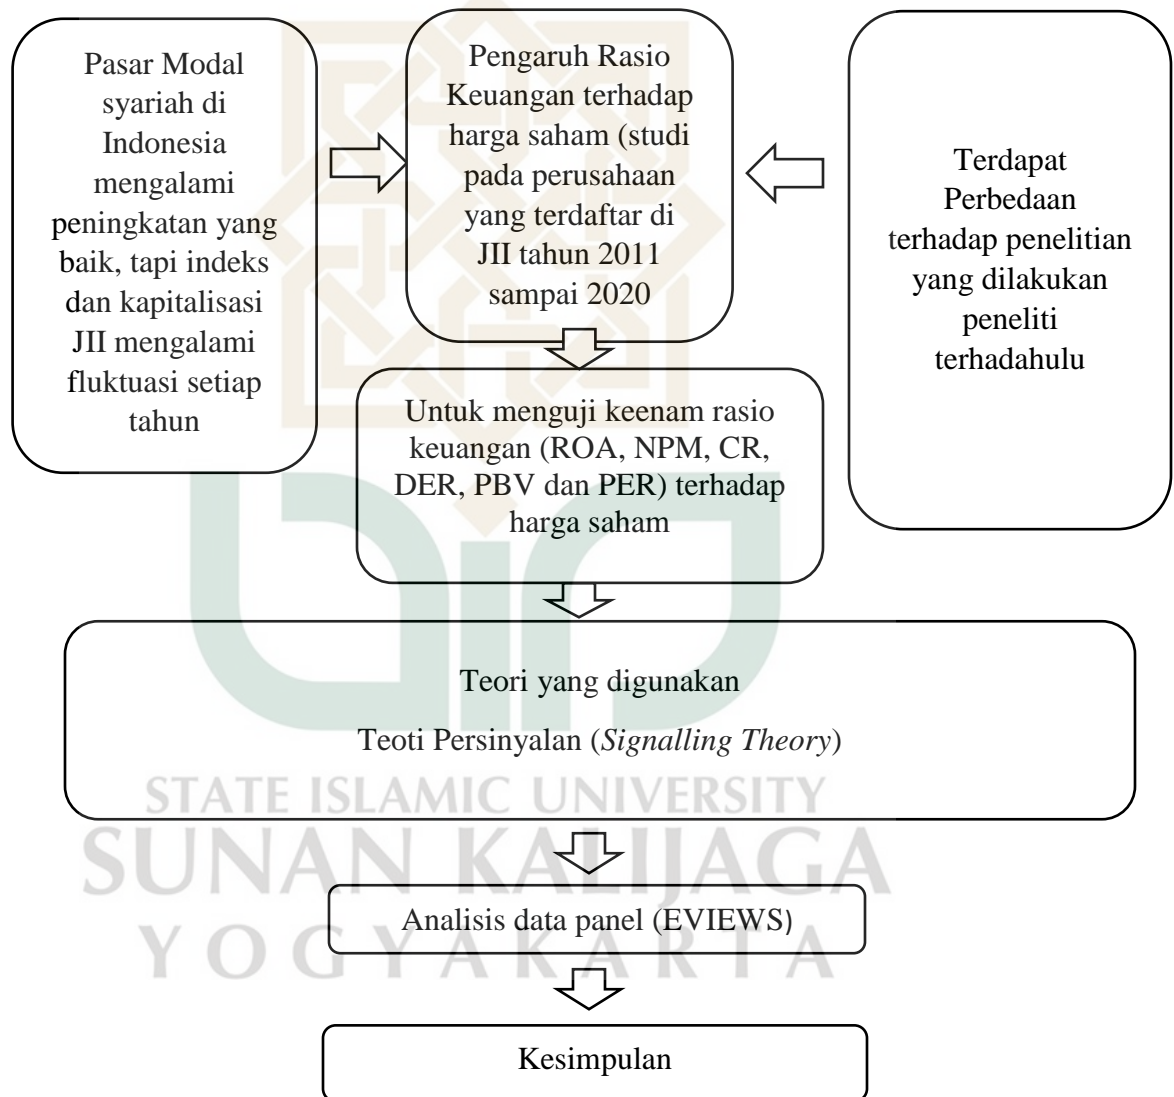 Pasar Modal
syariah di
Indonesia
mengalami
peningkatan yang
baik, tapi indeks
dan kapitalisasi
JII mengalami
fluktuasi setiap
tahun
Pengaruh Rasio
Keuangan terhadap
harga saham (studi
pada perusahaan
yang terdaftar di
JII tahun 2011
sampai 2020
Terdapat
Perbedaan
terhadap penelitian
yang dilakukan
peneliti
terhadahulu
Untuk menguji keenam rasio
keuangan (ROA, NPM, CR,
DER, PBV dan PER) terhadap
harga saham
Teori yang digunakan
Teoti Persinyalan (Signalling Theory)
STATE ISLAMIC UNIVERSITY
SUNAN KALIJAGA
YOGYAKARTA
Analisis data panel (EVIEWS)
Kesimpulan